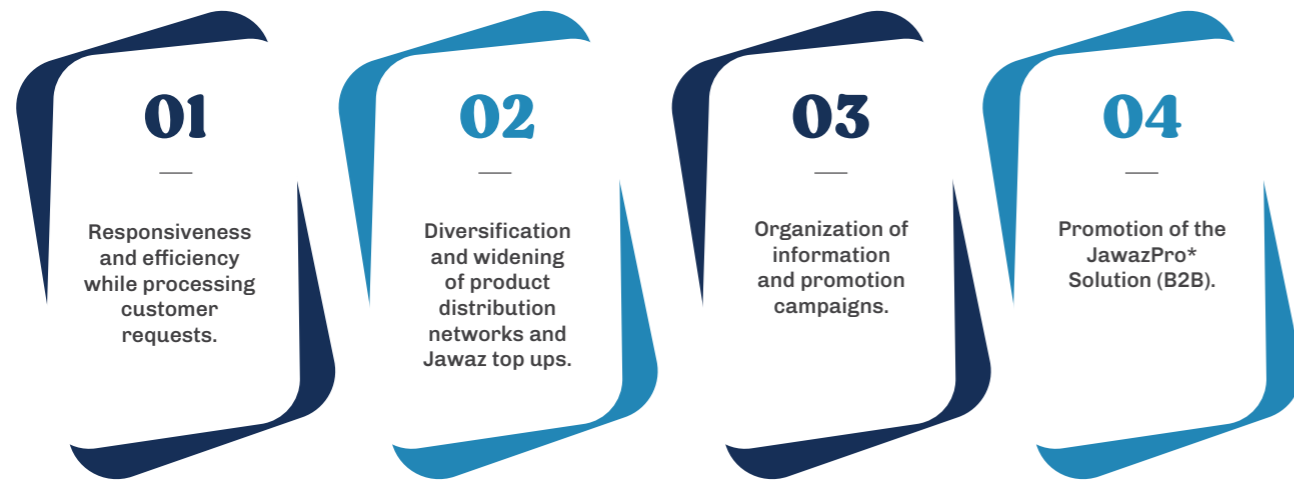 01
Responsiveness
and efficiency
while processing
customer
requests.
02
Diversification
and widening
of product
distribution
networks and
Jawaz top ups.
03
Organization of
information
and promotion
campaigns.
04
Promotion of the
JawazPro*
Solution (B2B).